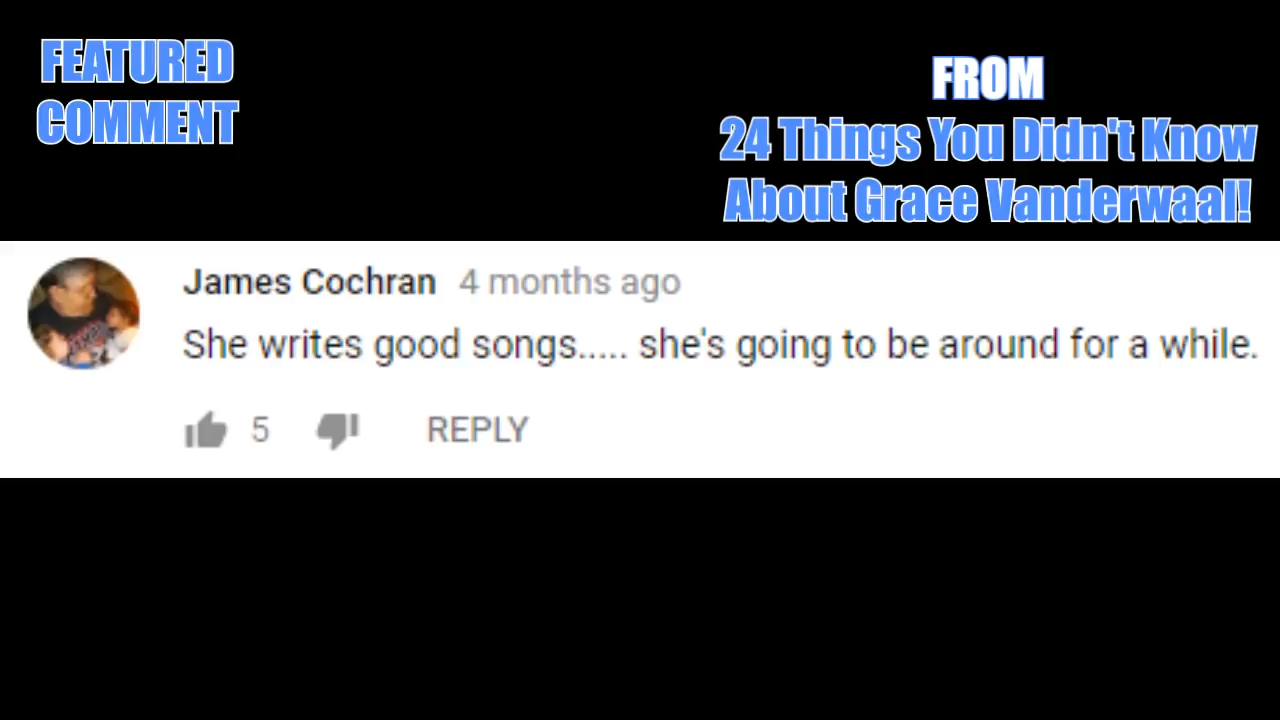 FEATURED
COMMENT
FROM
24 Things You Didn't Know
About Grace Vanderwaal!
James Cochran 4 months ago
She writes good songs..... she's going to be around for a while.
5 REPLY